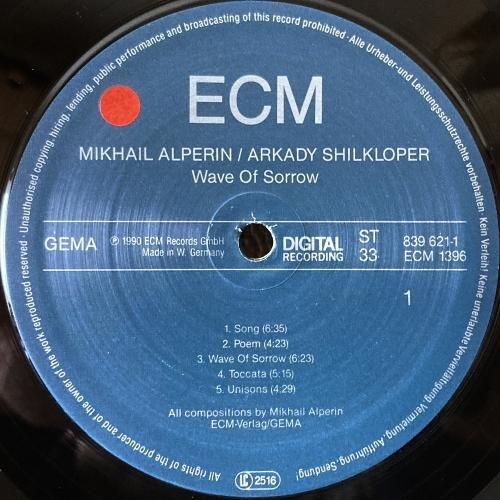 All rights of the producer and of the owner of the work reproduced reserved · Unauthorised copying, hiring, lending, public performance and broadcasting of this record prohibited · Alle Urheber- und Leistungsschutzrechte vorbehalten · Kein Verleih! Keine unerlaubte Vervielfältigung, Vermietung, Aufführung, Sendung!
ECM
MIKHAIL ALPERIN / ARKADY SHILKLOPER
Wave Of Sorrow
GEMA
℗ 1990 ECM Records GmbH
Made in W. Germany
DIGITAL
RECORDING
ST
33
839 621-1
ECM 1396
1
1. Song (6:35)
2. Poem (4:23)
3. Wave Of Sorrow (6:23)
4. Toccata (5:15)
5. Unisons (4:29)
All compositions by Mikhail Alperin
ECM-Verlag/GEMA
LC 2516